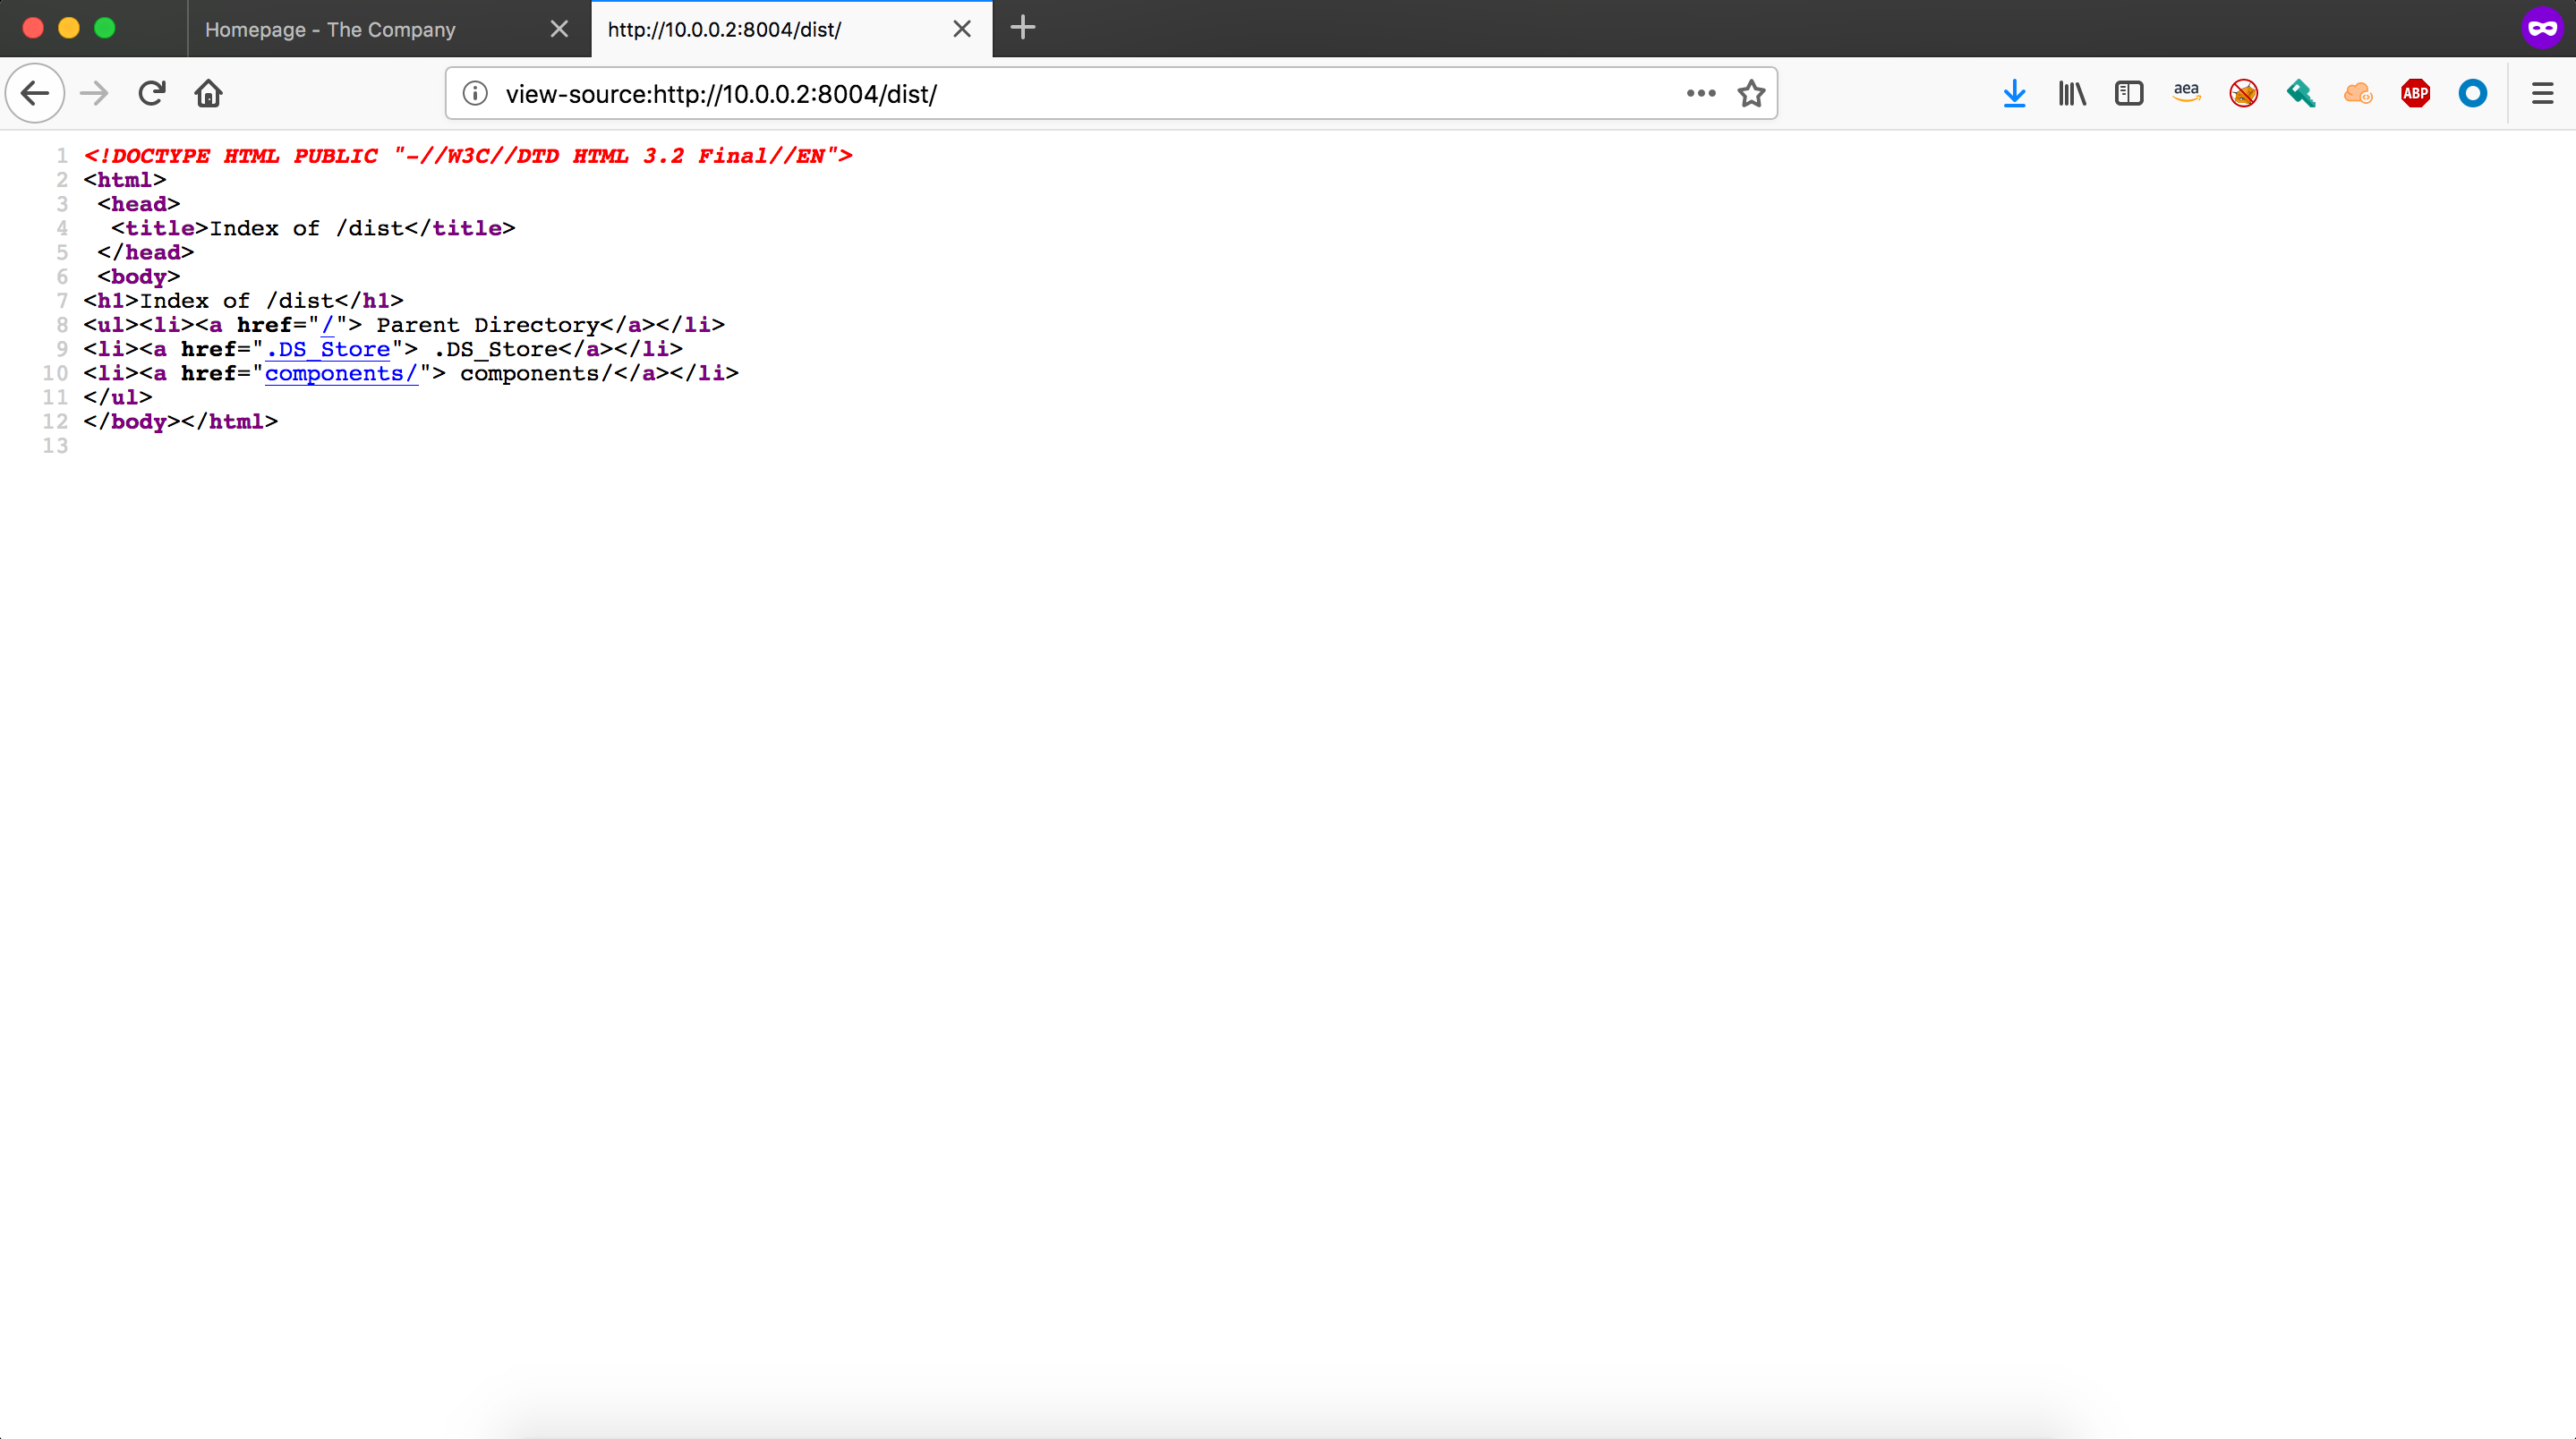 Homepage - The Company
http://10.0.0.2:8004/dist/
view-source:http://10.0.0.2:8004/dist/
aea
ABP
1 <!DOCTYPE HTML PUBLIC "-//W3C//DTD HTML 3.2 Final//EN">
2 <html>
3  <head>
4   <title>Index of /dist</title>
5  </head>
6  <body>
7 <h1>Index of /dist</h1>
8 <ul><li><a href="/"> Parent Directory</a></li>
9 <li><a href=".DS_Store"> .DS_Store</a></li>
10 <li><a href="components/"> components/</a></li>
11 </ul>
12 </body></html>
13